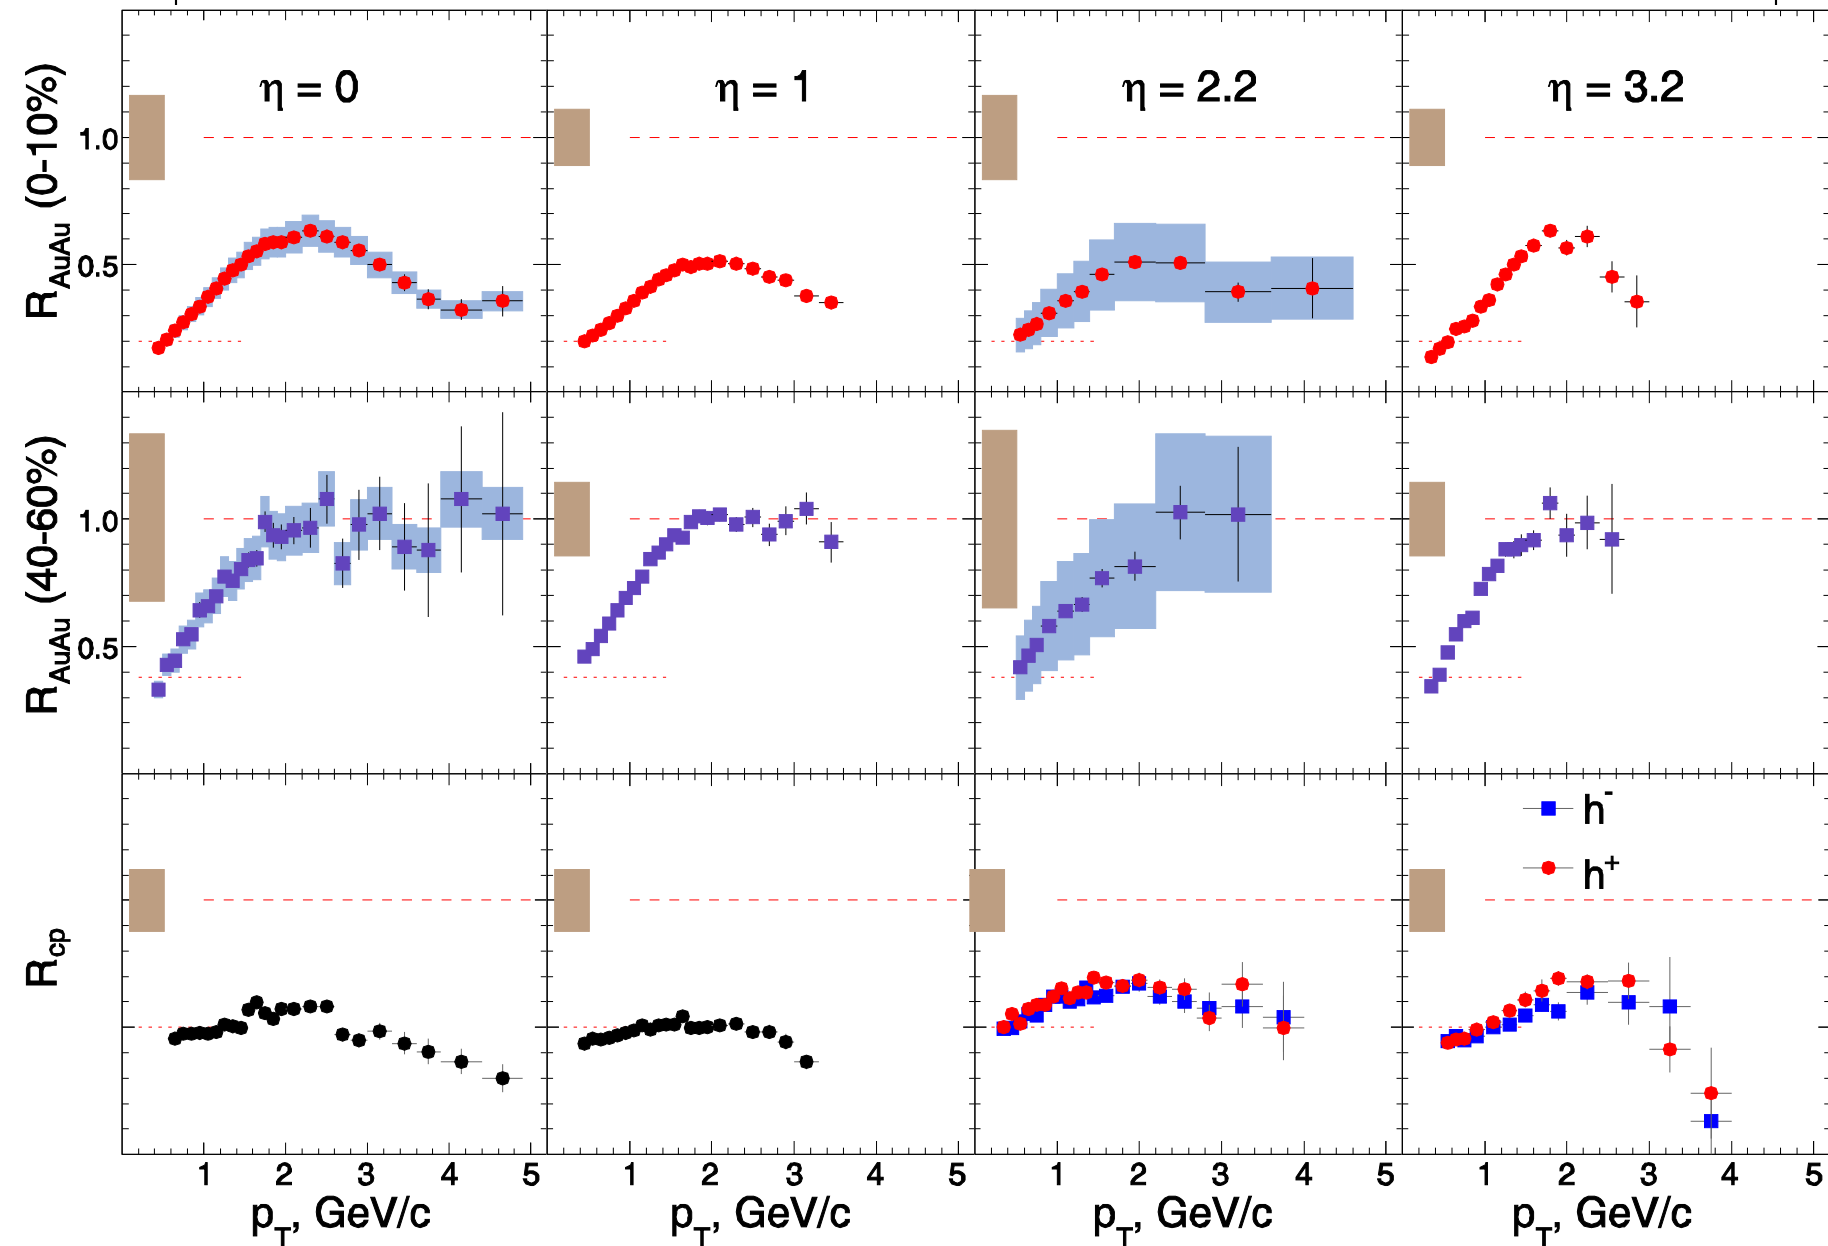 η = 0
η = 1
η = 2.2
η = 3.2
R_AuAu (0-10%)
1.0
0.5
R_AuAu (40-60%)
1.0
0.5
R_cp
h⁻
h⁺
1 2 3 4 5
1 2 3 4 5
1 2 3 4 5
1 2 3 4 5
p_T, GeV/c
p_T, GeV/c
p_T, GeV/c
p_T, GeV/c